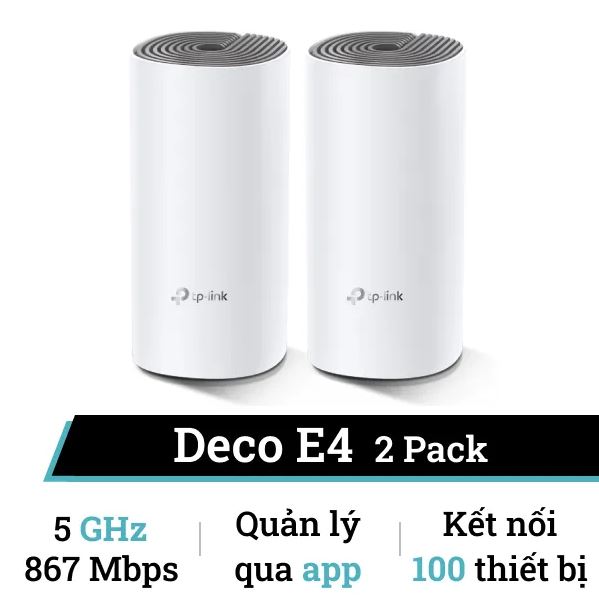 tp-link
tp-link
Deco E4 2 Pack
5 GHz
867 Mbps
Quản lý
qua app
Kết nối
100 thiết bị